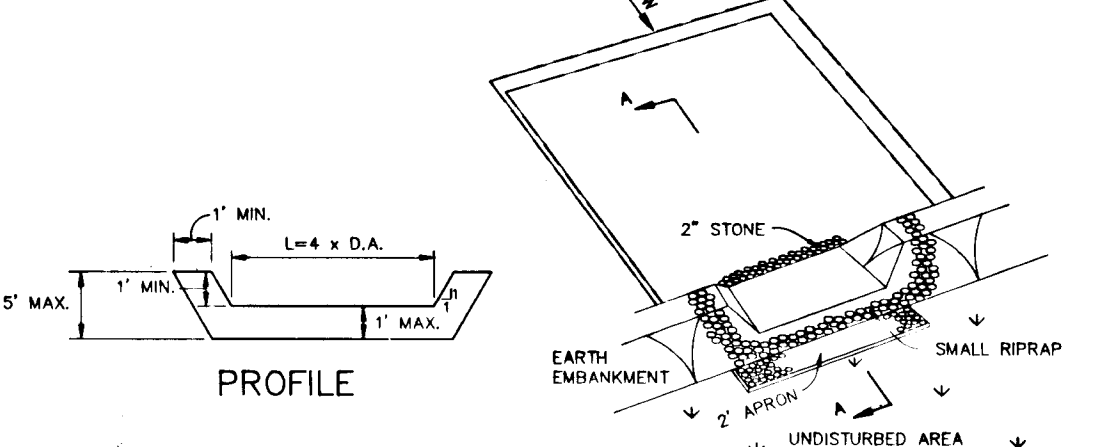 1' MIN.
L=4 x D.A.
1' MIN.
5' MAX.
1
1
1' MAX.
PROFILE
A
2" STONE
EARTH
EMBANKMENT
SMALL RIPRAP
2' APRON
A
UNDISTURBED AREA